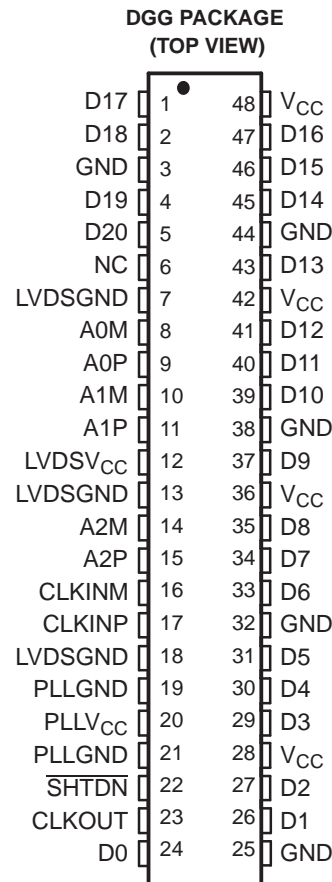 DGG PACKAGE
(TOP VIEW)
D17 1 48 VCC
D18 2 47 D16
GND 3 46 D15
D19 4 45 D14
D20 5 44 GND
NC 6 43 D13
LVDSGND 7 42 VCC
A0M 8 41 D12
A0P 9 40 D11
A1M 10 39 D10
A1P 11 38 GND
LVDSVCC 12 37 D9
LVDSGND 13 36 VCC
A2M 14 35 D8
A2P 15 34 D7
CLKINM 16 33 D6
CLKINP 17 32 GND
LVDSGND 18 31 D5
PLLGND 19 30 D4
PLLVCC 20 29 D3
PLLGND 21 28 VCC
SHTDN 22 27 D2
CLKOUT 23 26 D1
D0 24 25 GND